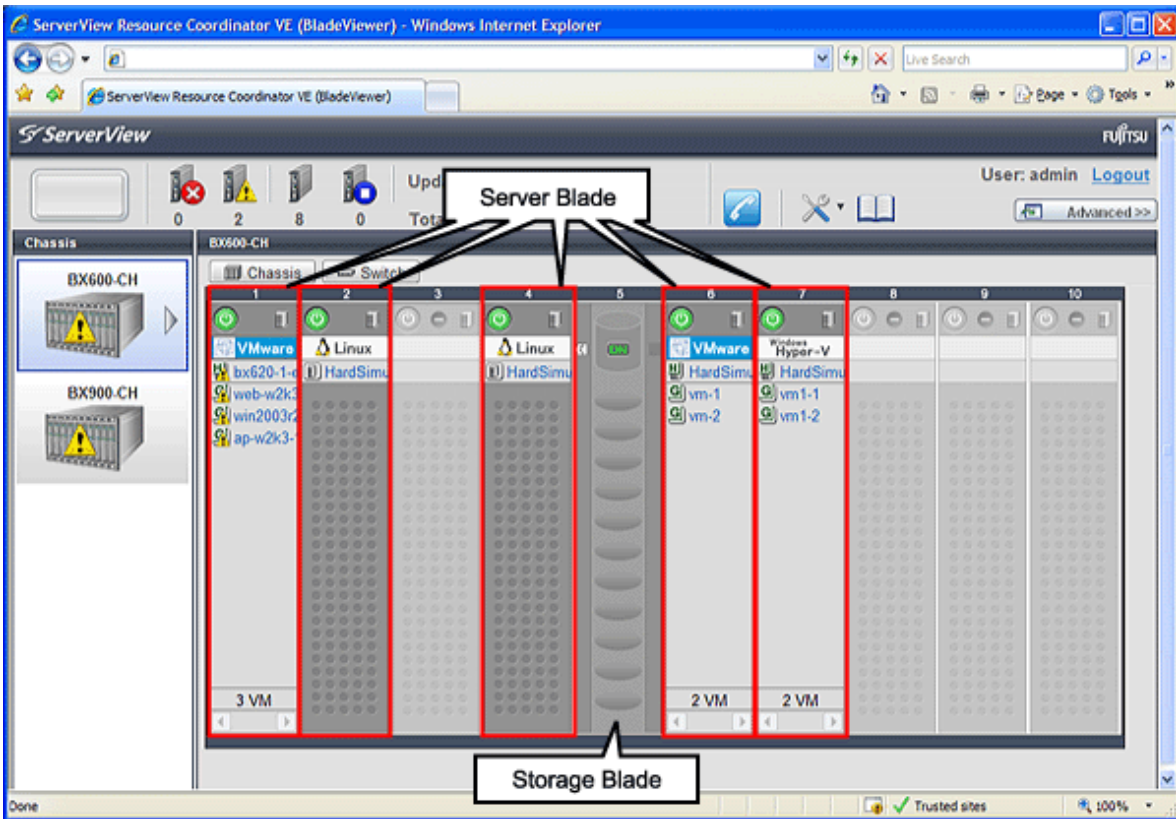 ServerView Resource Coordinator VE (BladeViewer) - Windows Internet Explorer
Live Search
ServerView Resource Coordinator VE (BladeViewer)
Page
Tools
ServerView
FUJITSU
User: admin Logout
0 2 8 0
Server Blade
Advanced >>
Chassis
BX600-CH
BX600-CH
BX900-CH
Chassis
1 2 3 4 5 6 7 8 9 10
VMware
Linux
Linux
ON
VMware
Windows Hyper-V
bx620-1-
HardSimu
HardSimu
HardSimu
HardSimu
web-w2k3
vm-1
vm1-1
win2003r2
vm-2
vm1-2
ap-w2k3-
3 VM
2 VM
2 VM
Storage Blade
Done
Trusted sites
100%